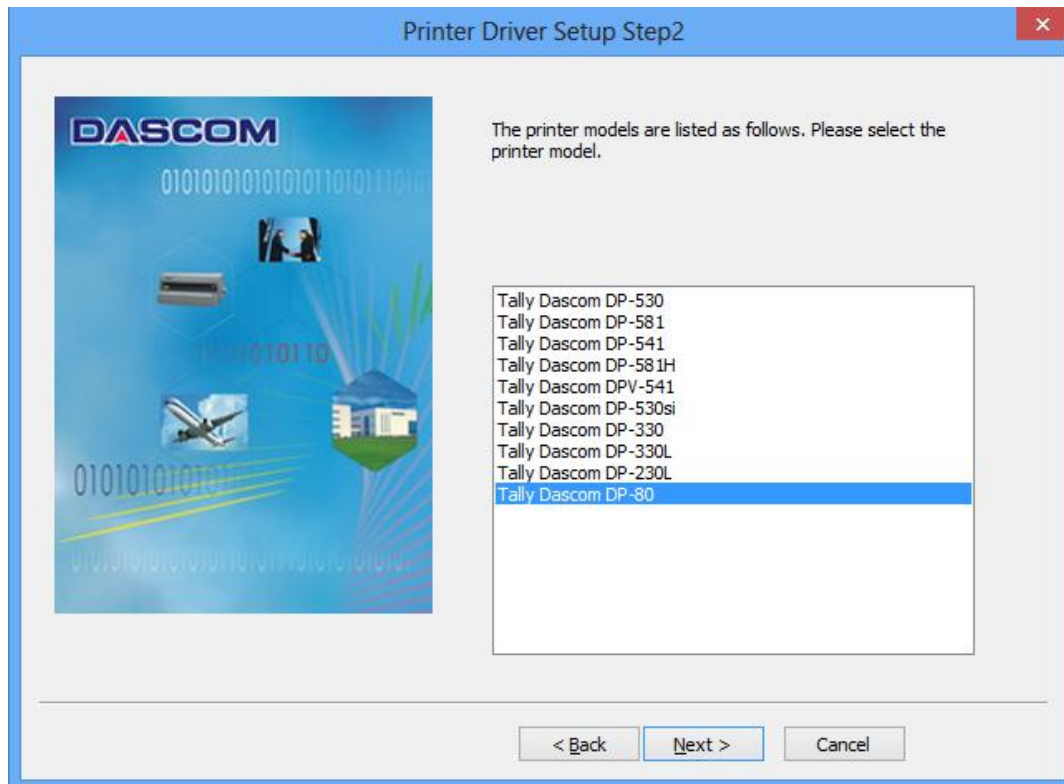 Printer Driver Setup Step2
DASCOM
The printer models are listed as follows. Please select the
printer model.
Tally Dascom DP-530
Tally Dascom DP-581
Tally Dascom DP-541
Tally Dascom DP-581H
Tally Dascom DPV-541
Tally Dascom DP-530si
Tally Dascom DP-330
Tally Dascom DP-330L
Tally Dascom DP-230L
Tally Dascom DP-80
< Back
Next >
Cancel